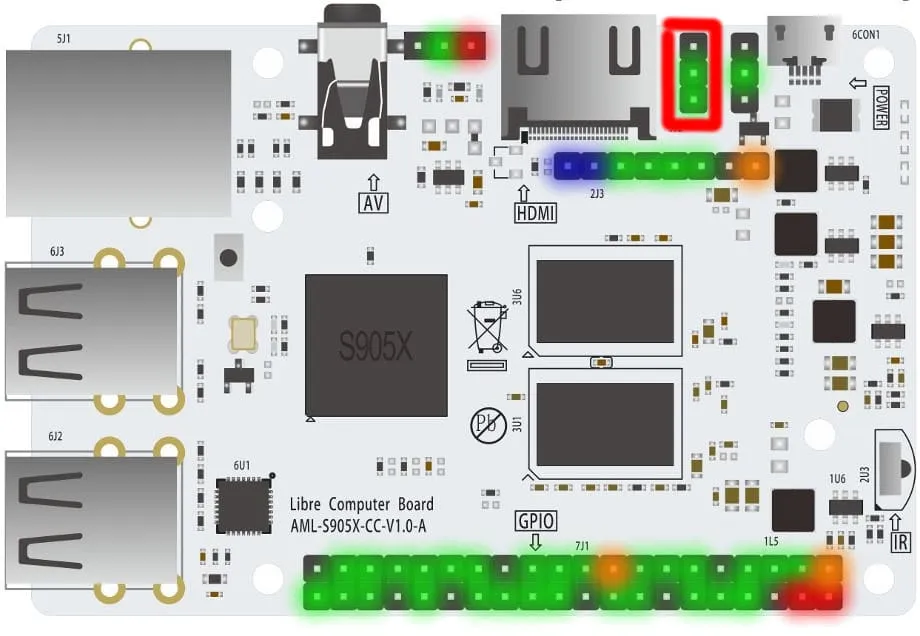 5J1
6CON1
POWER
AV
HDMI
2J3
6J3
S905X
3U6
Pb
3U1
6J2
6U1
Libre Computer Board
AML-S905X-CC-V1.0-A
GPIO
7J1
1L5
1U6
2U3
IR